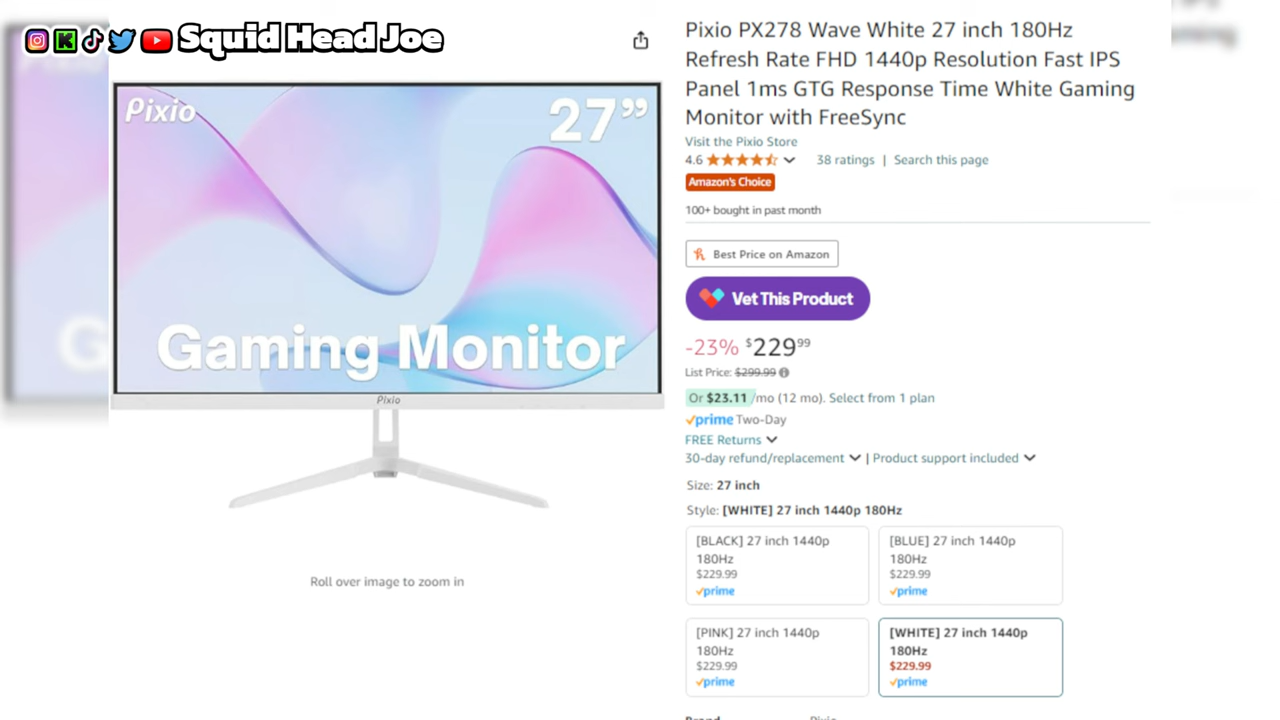 Squid Head Joe
Pixio
27”
Gaming Monitor
Pixio
Roll over image to zoom in
Pixio PX278 Wave White 27 inch 180Hz
Refresh Rate FHD 1440p Resolution Fast IPS
Panel 1ms GTG Response Time White Gaming
Monitor with FreeSync
Visit the Pixio Store
4.6 38 ratings | Search this page
Amazon's Choice
100+ bought in past month
Best Price on Amazon
Vet This Product
-23% $229⁹⁹
List Price: $299.99
Or $23.11 /mo (12 mo). Select from 1 plan
prime Two-Day
FREE Returns
30-day refund/replacement | Product support included
Size: 27 inch
Style: [WHITE] 27 inch 1440p 180Hz
[BLACK] 27 inch 1440p
180Hz
$229.99
prime
[BLUE] 27 inch 1440p
180Hz
$229.99
prime
[PINK] 27 inch 1440p
180Hz
$229.99
prime
[WHITE] 27 inch 1440p
180Hz
$229.99
prime
Brand Pixio